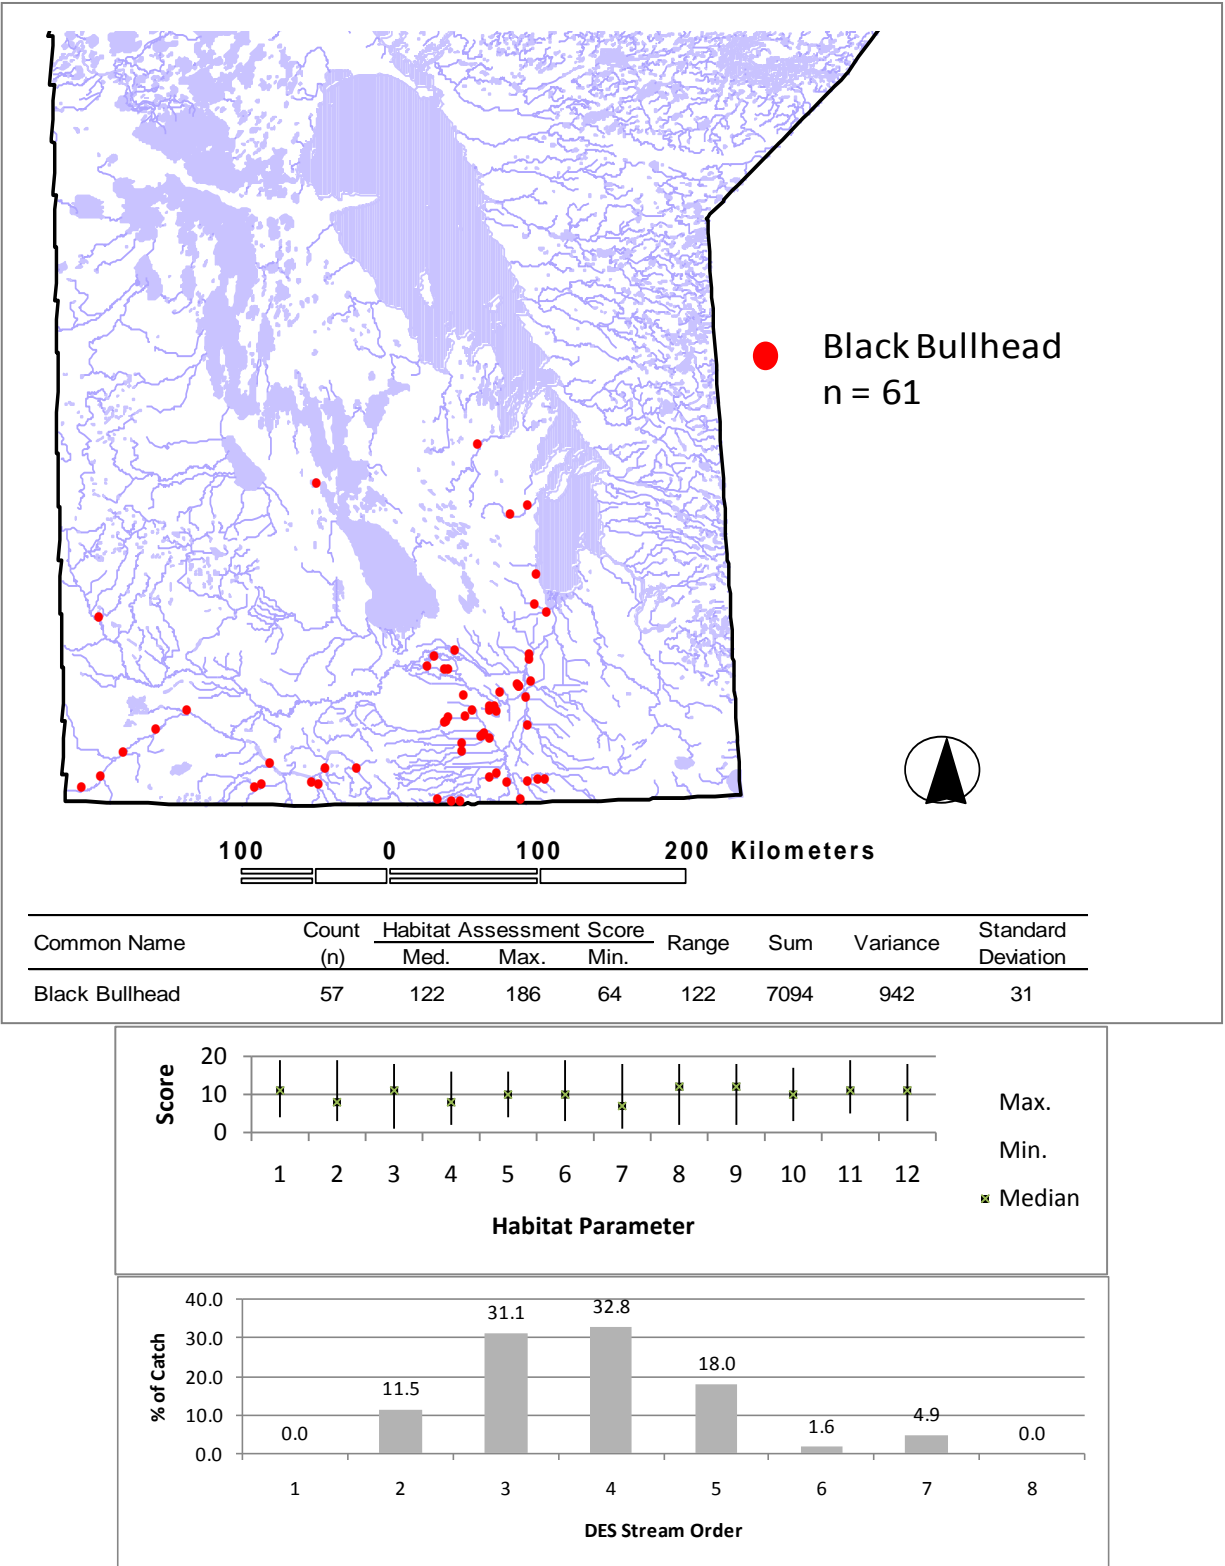 Black Bullhead
n = 61
100 0 100 200 Kilometers
Common Name Count (n) Habitat Assessment Score Range Sum Variance Standard Deviation
Med. Max. Min.
Black Bullhead 57 122 186 64 122 7094 942 31
20
10
0
Score
1 2 3 4 5 6 7 8 9 10 11 12
Habitat Parameter
Max.
Min.
Median
40.0
30.0
20.0
10.0
0.0
% of Catch
0.0 11.5 31.1 32.8 18.0 1.6 4.9 0.0
1 2 3 4 5 6 7 8
DES Stream Order